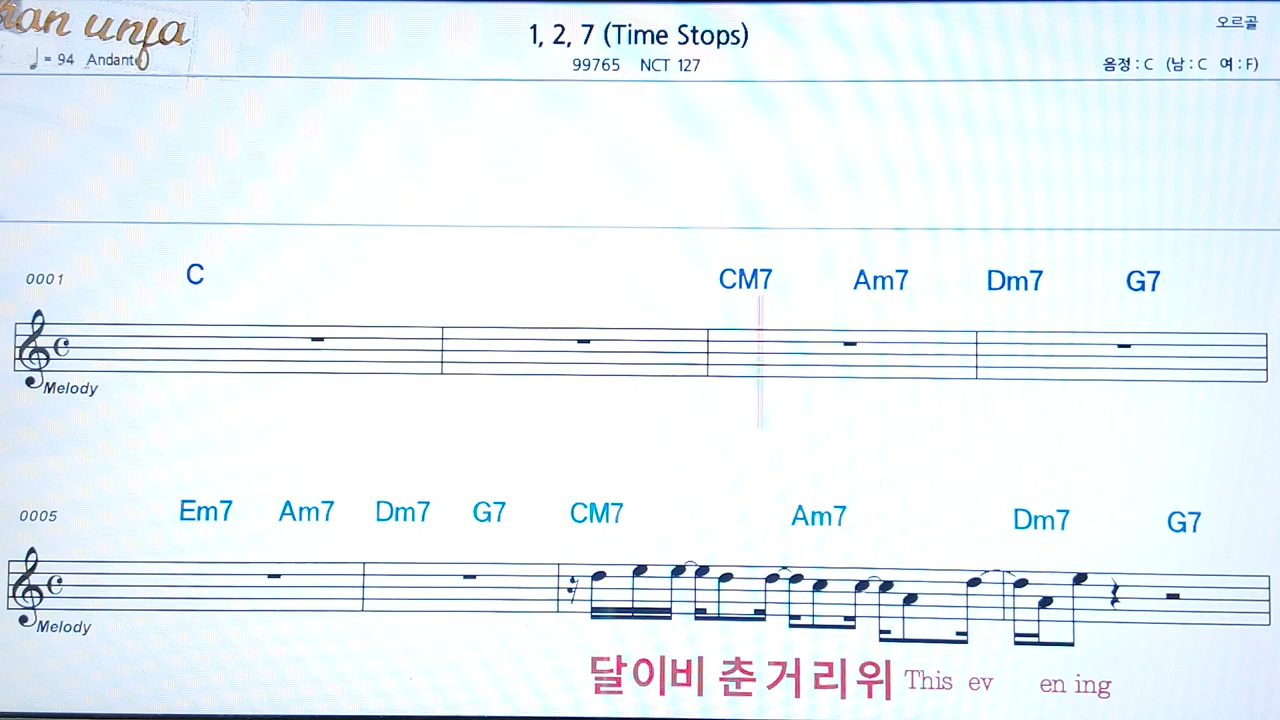 unja
1, 2, 7 (Time Stops)
오르골
♩ = 94 Andante
99765 NCT 127
음정 : C (남 : C 여 : F)
0001 C CM7 Am7 Dm7 G7
Melody
0005 Em7 Am7 Dm7 G7 CM7 Am7 Dm7 G7
Melody
달이비 춘거리위 This ev en ing